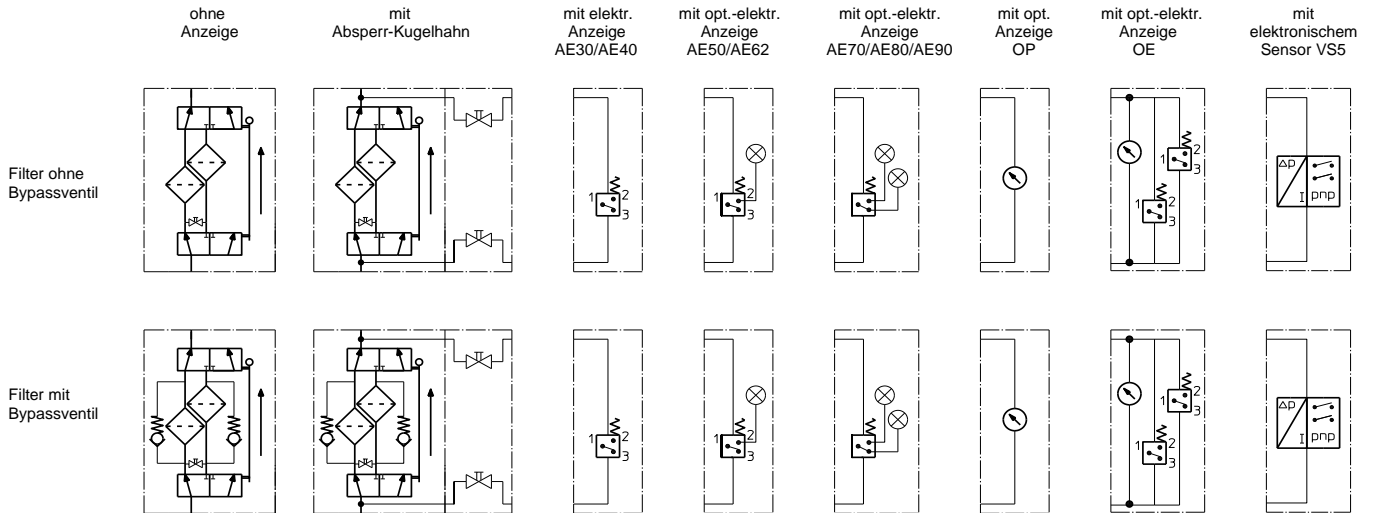 ohne
Anzeige
mit
Absperr-Kugelhahn
mit elektr.
Anzeige
AE30/AE40
mit opt.-elektr.
Anzeige
AE50/AE62
mit opt.-elektr.
Anzeige
AE70/AE80/AE90
mit opt.
Anzeige
OP
mit opt.-elektr.
Anzeige
OE
mit
elektronischem
Sensor VS5
Filter ohne
Bypassventil
1 2
3
1 2
3
1 2
3
1 2
3
Δp
I pnp
Filter mit
Bypassventil
1 2
3
1 2
3
1 2
3
1 2
3
Δp
I pnp